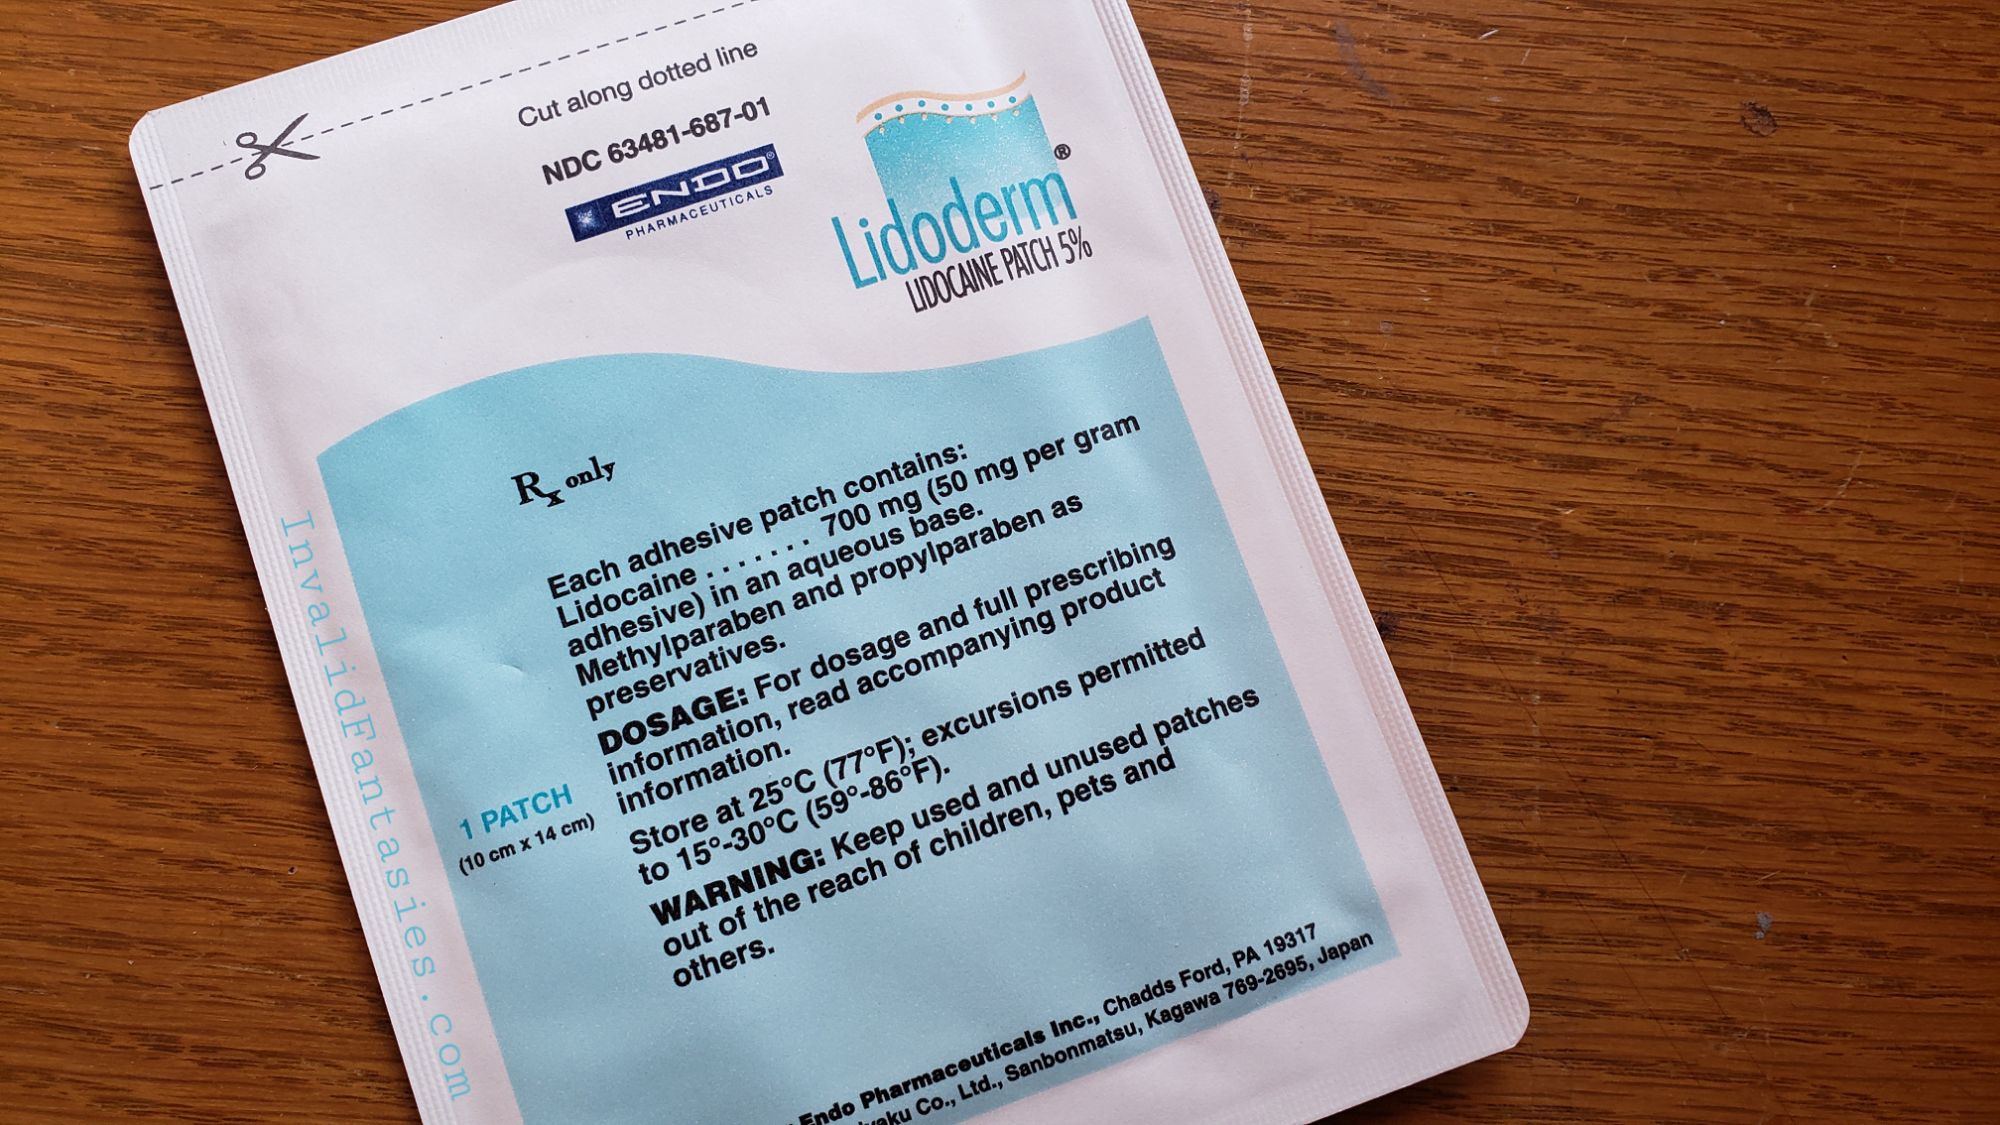 Cut along dotted line
NDC 63481-687-01
ENDO®
PHARMACEUTICALS
Lidoderm®
LIDOCAINE PATCH 5%
Rx only
Each adhesive patch contains:
Lidocaine . . . . . . . 700 mg (50 mg per gram
adhesive) in an aqueous base.
Methylparaben and propylparaben as
preservatives.
DOSAGE: For dosage and full prescribing
information, read accompanying product
information.
Store at 25°C (77°F); excursions permitted
to 15°-30°C (59°-86°F).
WARNING: Keep used and unused patches
out of the reach of children, pets and
others.
1 PATCH
(10 cm x 14 cm)
Endo Pharmaceuticals Inc., Chadds Ford, PA 19317
Co., Ltd., Sanbonmatsu, Kagawa 769-2695, Japan
InvalidFantasies.com